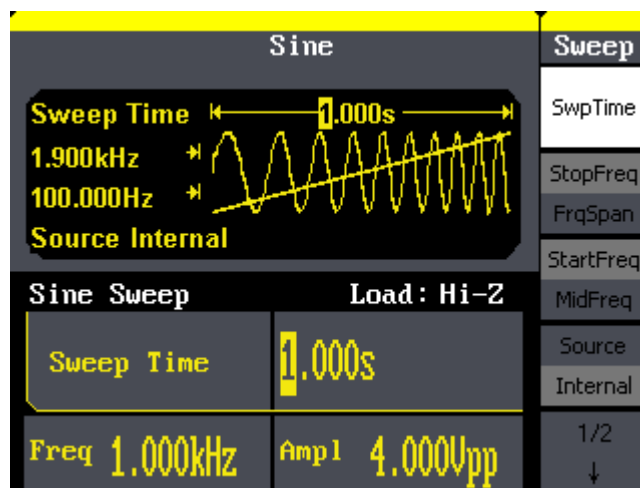 Sine
Sweep Time 1.000s
1.900kHz
100.000Hz
Source Internal
Sine Sweep Load: Hi-Z
Sweep Time 1.000s
Freq 1.000kHz Ampl 4.000Vpp
Sweep
SwpTime
StopFreq
FrqSpan
StartFreq
MidFreq
Source
Internal
1/2
↓